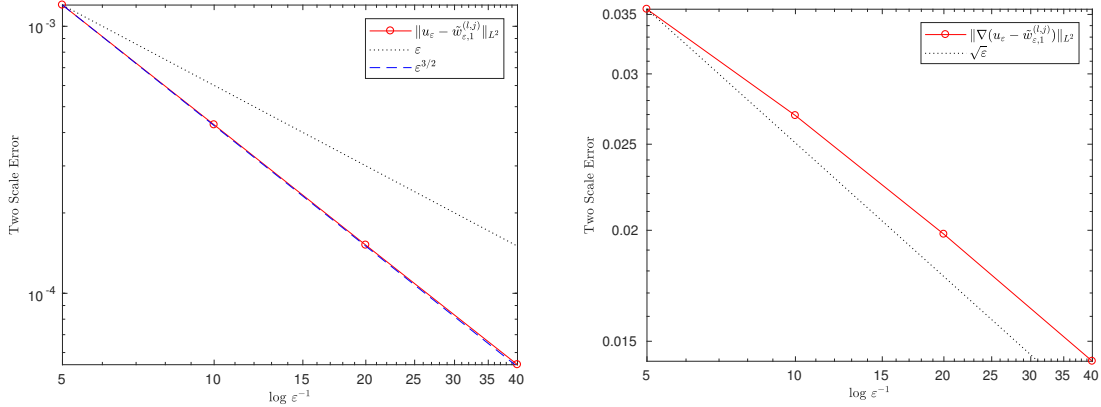 10^{-3}
10^{-4}
Two Scale Error
5 10 15 20 25 30 35 40
log ε^{-1}
‖u_ε − w̃_{ε,1}^{(l,j)}‖_{L^2}
ε
ε^{3/2}
0.035
0.03
0.025
0.02
0.015
Two Scale Error
5 10 15 20 25 30 35 40
log ε^{-1}
‖∇(u_ε − w̃_{ε,1}^{(l,j)})‖_{L^2}
√ε